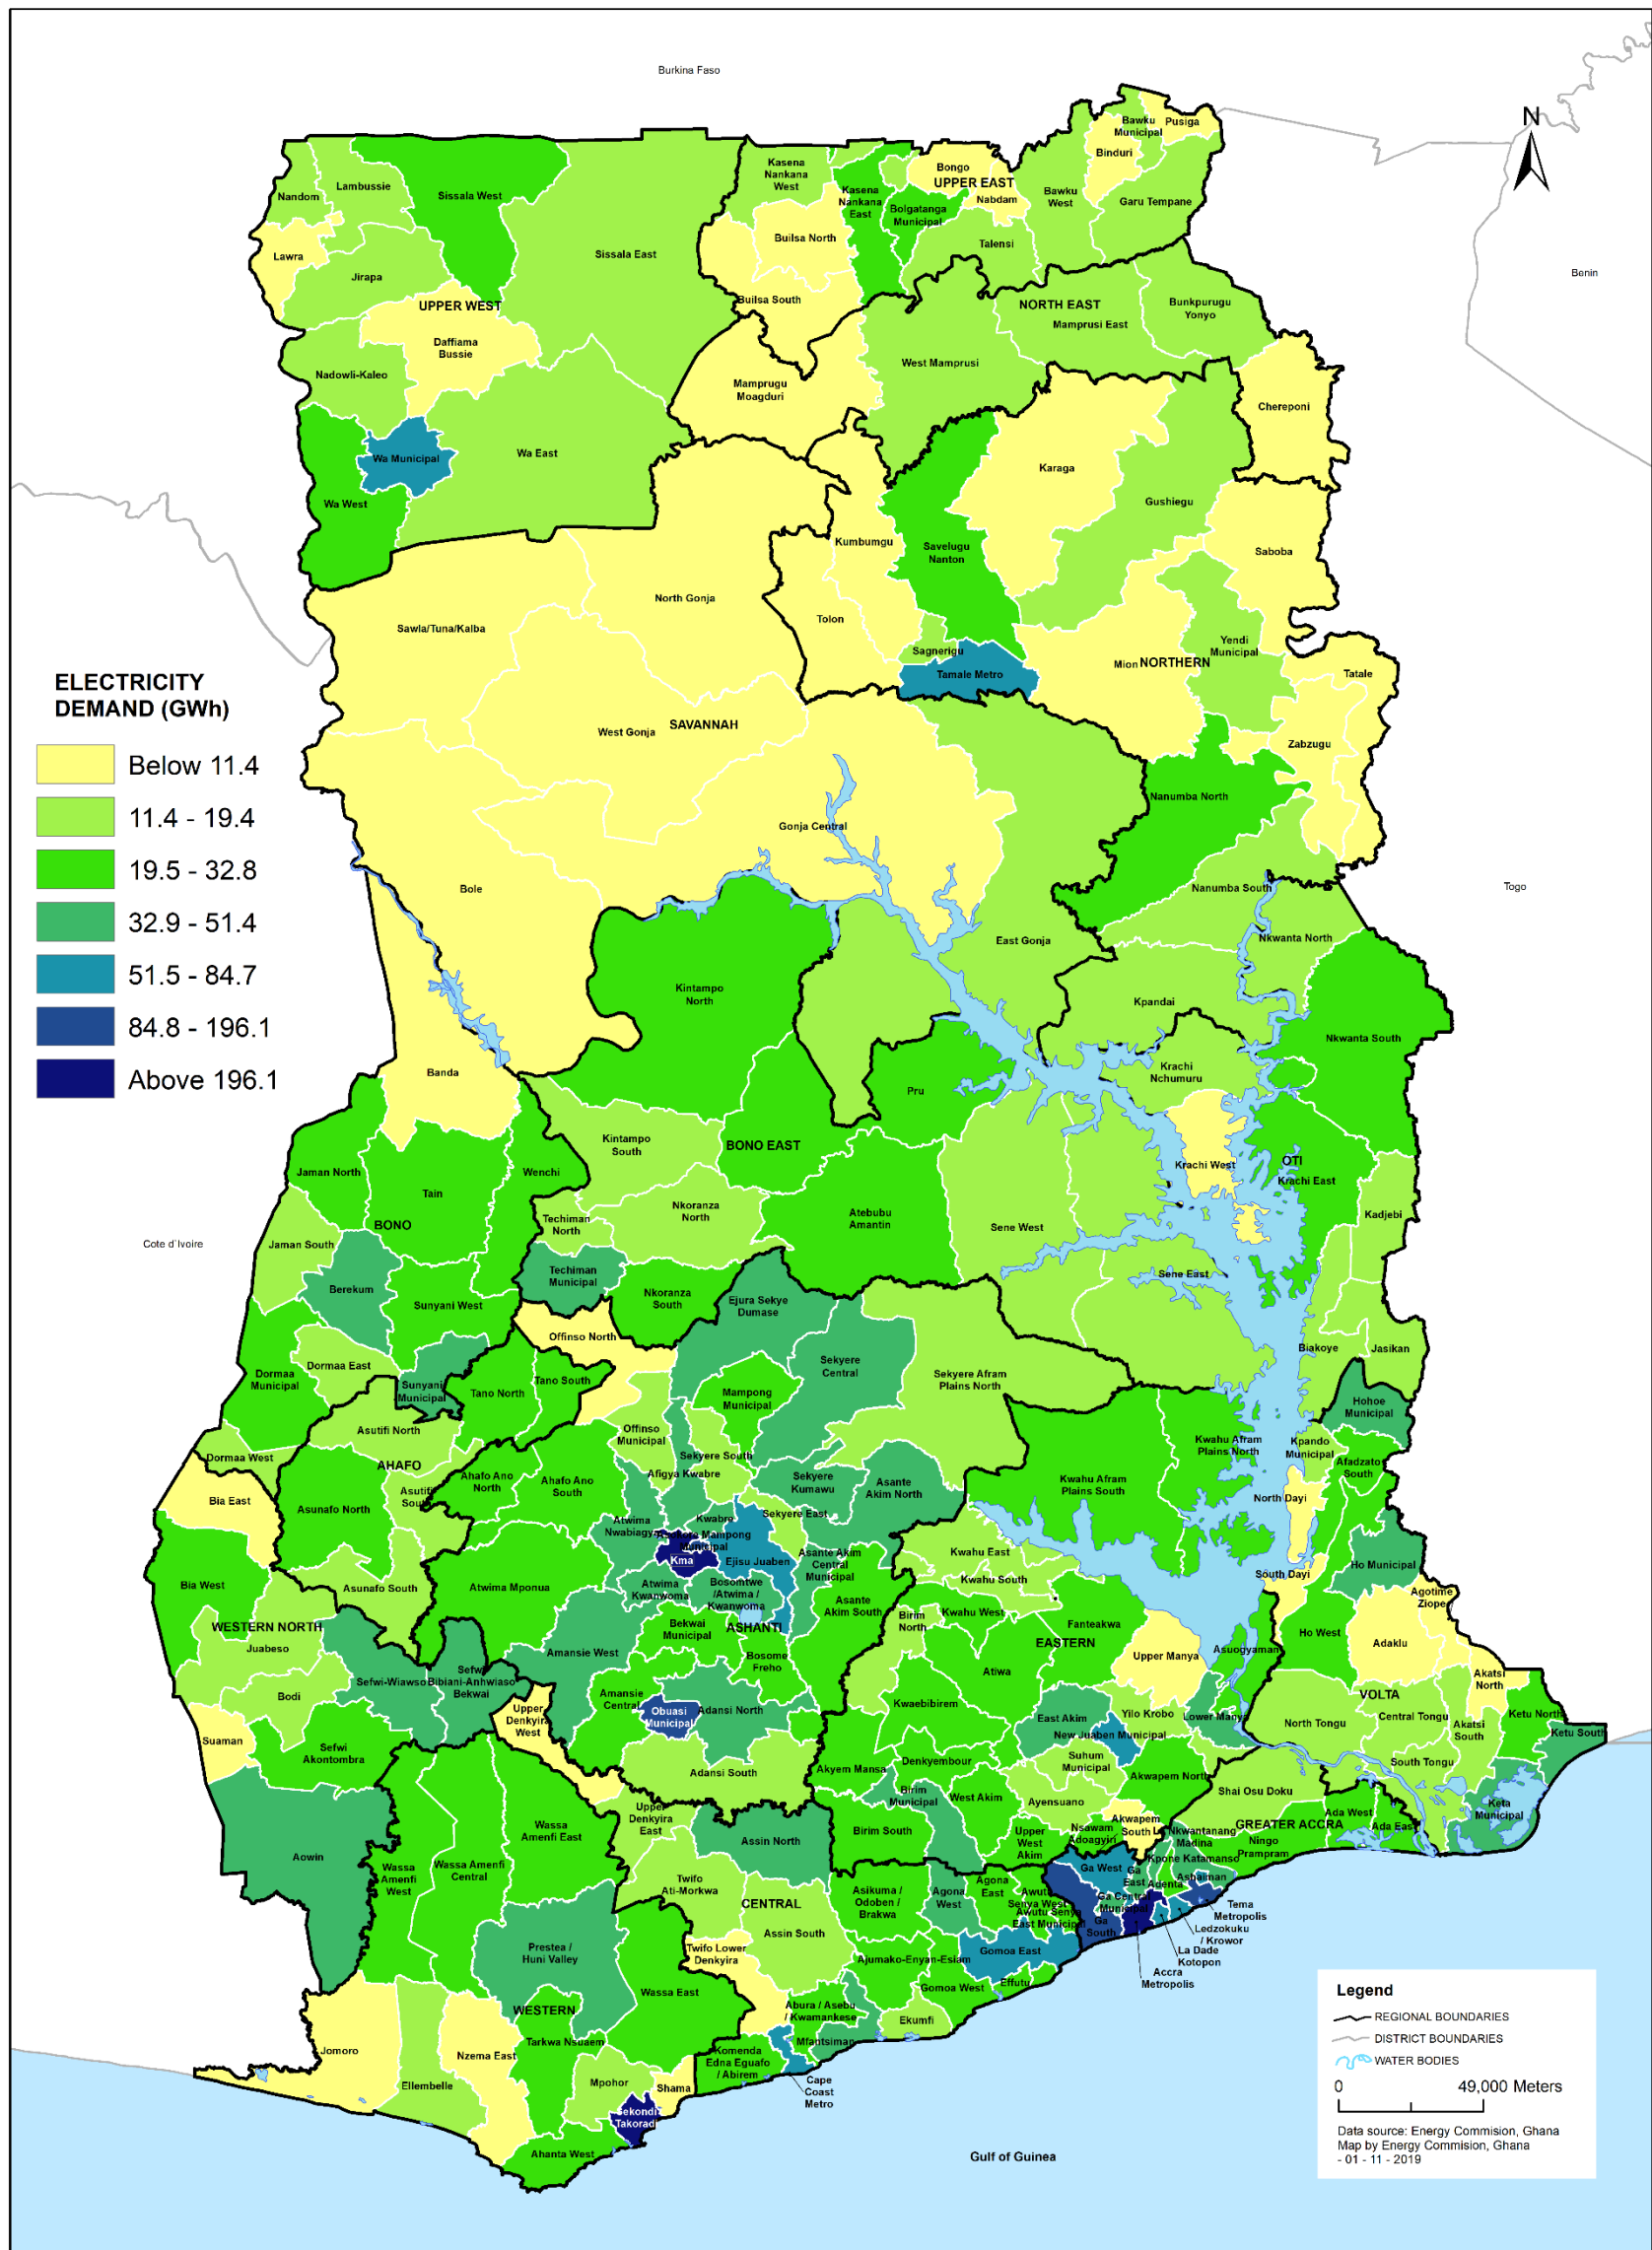 Burkina Faso
N
Bawku
Municipal
Pusiga
Binduri
Kasena
Nankana
West
Bongo
UPPER EAST
Nabdam
Bawku
West
Garu Tempane
Nandom
Lambussie
Sissala West
Kasena
Nankana
East
Bolgatanga
Municipal
Talensi
Builsa North
Lawra
Sissala East
Jirapa
Benin
Builsa South
UPPER WEST
NORTH EAST
Mamprusi East
Bunkpurugu
Yonyo
Daffiama
Bussie
Nadowli-Kaleo
West Mamprusi
Mamprugu
Moagduri
Chereponi
Wa Municipal
Wa East
Karaga
Wa West
Gushiegu
Kumbumgu
Savelugu
Nanton
Saboba
North Gonja
Sawla/Tuna/Kalba
Tolon
Sagnerigu
Yendi
Municipal
Mion
NORTHERN
Tamale Metro
Tatale
West Gonja
SAVANNAH
Zabzugu
ELECTRICITY
DEMAND (GWh)
Below 11.4
11.4 - 19.4
19.5 - 32.8
32.9 - 51.4
51.5 - 84.7
84.8 - 196.1
Above 196.1
Nanumba North
Gonja Central
Bole
Nanumba South
Togo
East Gonja
Nkwanta North
Kintampo
North
Kpandai
Nkwanta South
Banda
Krachi
Nchumuru
Pru
Kintampo
South
BONO EAST
Jaman North
Wenchi
Krachi West
OTI
Krachi East
Tain
Nkoranza
North
Atebubu
Amantin
Kadjebi
Techiman
North
BONO
Sene West
Cote d'Ivoire
Jaman South
Techiman
Municipal
Sene East
Berekum
Sunyani West
Nkoranza
South
Ejura Sekye
Dumase
Offinso North
Biakoye
Jasikan
Dormaa East
Dormaa
Municipal
Sunyani
Municipal
Tano North
Tano South
Sekyere
Central
Sekyere Afram
Plains North
Mampong
Municipal
Hohoe
Municipal
Asutifi North
Offinso
Municipal
Kwahu Afram
Plains North
Kpando
Municipal
Dormaa West
AHAFO
Sekyere South
Afigya Kwabre
Afadzato
South
Ahafo Ano
North
Ahafo Ano
South
Sekyere
Kumawu
Asante
Akim North
Kwahu Afram
Plains South
Bia East
Asunafo North
Asutifi
South
North Dayi
Atwima
Nwabiagya
Kwabre
Sekyere East
Asokore Mampong
Municipal
Kma
Ejisu Juaben
Asante Akim
Central
Municipal
Kwahu East
Kwahu South
Ho Municipal
South Dayi
Bia West
Asunafo South
Atwima Mponua
Atwima
Kwanwoma
Bosomtwe
/Atwima /
Kwanwoma
Asante
Akim South
Agotime
Ziope
WESTERN NORTH
Juabeso
Bekwai
Municipal
ASHANTI
Birim
North
Kwahu West
Fanteakwa
EASTERN
Ho West
Adaklu
Amansie West
Bosome
Freho
Atiwa
Upper Manya
Asuogyaman
Sefwi-Wiawso
Sefwi
Bibiani-Anhwiaso
Bekwai
Akatsi
North
Bodi
Amansie
Central
Obuasi
Municipal
Adansi North
Kwaebibirem
VOLTA
Upper
Denkyira
West
East Akim
Yilo Krobo
Lower Manya
North Tongu
Central Tongu
Akatsi
South
Ketu North
Ketu South
Suaman
Sefwi
Akontombra
New Juaben Municipal
Suhum
Municipal
South Tongu
Adansi South
Akyem Mansa
Denkyembour
Akwapem North
Shai Osu Doku
Birim
Municipal
West Akim
Ayensuano
Keta
Municipal
Upper
Denkyira
East
Assin North
Birim South
Upper
West
Akim
Nsawam
Adoagyiri
Akwapem
South
Nkwantanang
Madina
GREATER ACCRA
Ada West
Ada East
Wassa
Amenfi East
Ningo
Prampram
Aowin
Wassa
Amenfi
West
Wassa Amenfi
Central
Twifo
Ati-Morkwa
Kpone Katamanso
Ga West
Ga
East
Adenta
Ashaiman
CENTRAL
Asikuma /
Odoben /
Brakwa
Agona
West
Agona
East
Awutu
Senya West
Awutu Senya
East Municipal
Ga Central
Municipal
Ga
South
Tema
Metropolis
Ledzokuku
/ Krowor
La Dade
Kotopon
Accra
Metropolis
Assin South
Prestea /
Huni Valley
Twifo Lower
Denkyira
Ajumako-Enyan-Esiam
Gomoa East
Gomoa West
Effutu
Wassa East
WESTERN
Abura / Asebu
/ Kwamankese
Ekumfi
Tarkwa Nsuaem
Mfantsiman
Jomoro
Nzema East
Komenda
Edna Eguafo
/ Abirem
Ellembelle
Mpohor
Shama
Cape
Coast
Metro
Sekondi
Takoradi
Ahanta West
Gulf of Guinea
Legend
REGIONAL BOUNDARIES
DISTRICT BOUNDARIES
WATER BODIES
0 49,000 Meters
Data source: Energy Commision, Ghana
Map by Energy Commision, Ghana
- 01 - 11 - 2019